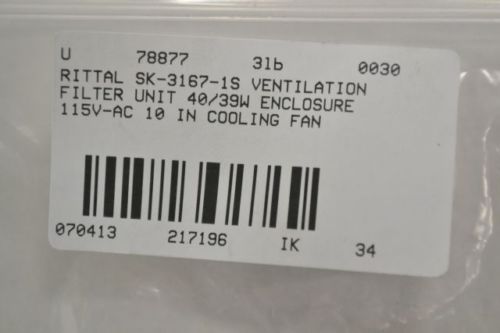 U 78877 31b 0030
RITTAL SK-3167-1S VENTILATION
FILTER UNIT 40/39W ENCLOSURE
115V-AC 10 IN COOLING FAN
070413 217196 IK 34